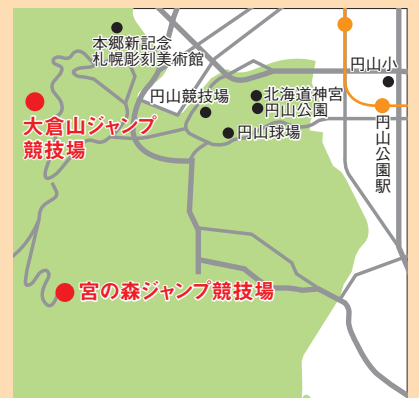 本郷新記念
札幌彫刻美術館
円山小
円山競技場
北海道神宮
円山公園
円山球場
円山公園駅
大倉山ジャンプ
競技場
宮の森ジャンプ競技場